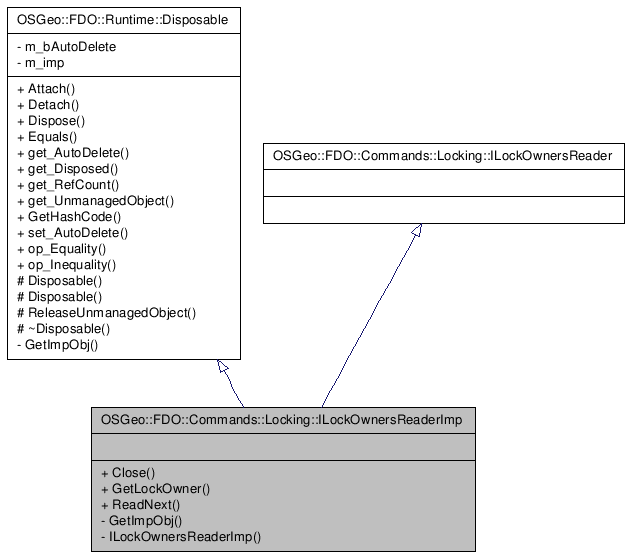 OSGeo::FDO::Runtime::Disposable
- m_bAutoDelete
- m_imp
+ Attach()
+ Detach()
+ Dispose()
+ Equals()
+ get_AutoDelete()
+ get_Disposed()
+ get_RefCount()
+ get_UnmanagedObject()
+ GetHashCode()
+ set_AutoDelete()
+ op_Equality()
+ op_Inequality()
# Disposable()
# Disposable()
# ReleaseUnmanagedObject()
# ~Disposable()
- GetImpObj()
OSGeo::FDO::Commands::Locking::ILockOwnersReader
OSGeo::FDO::Commands::Locking::ILockOwnersReaderImp
+ Close()
+ GetLockOwner()
+ ReadNext()
- GetImpObj()
- ILockOwnersReaderImp()